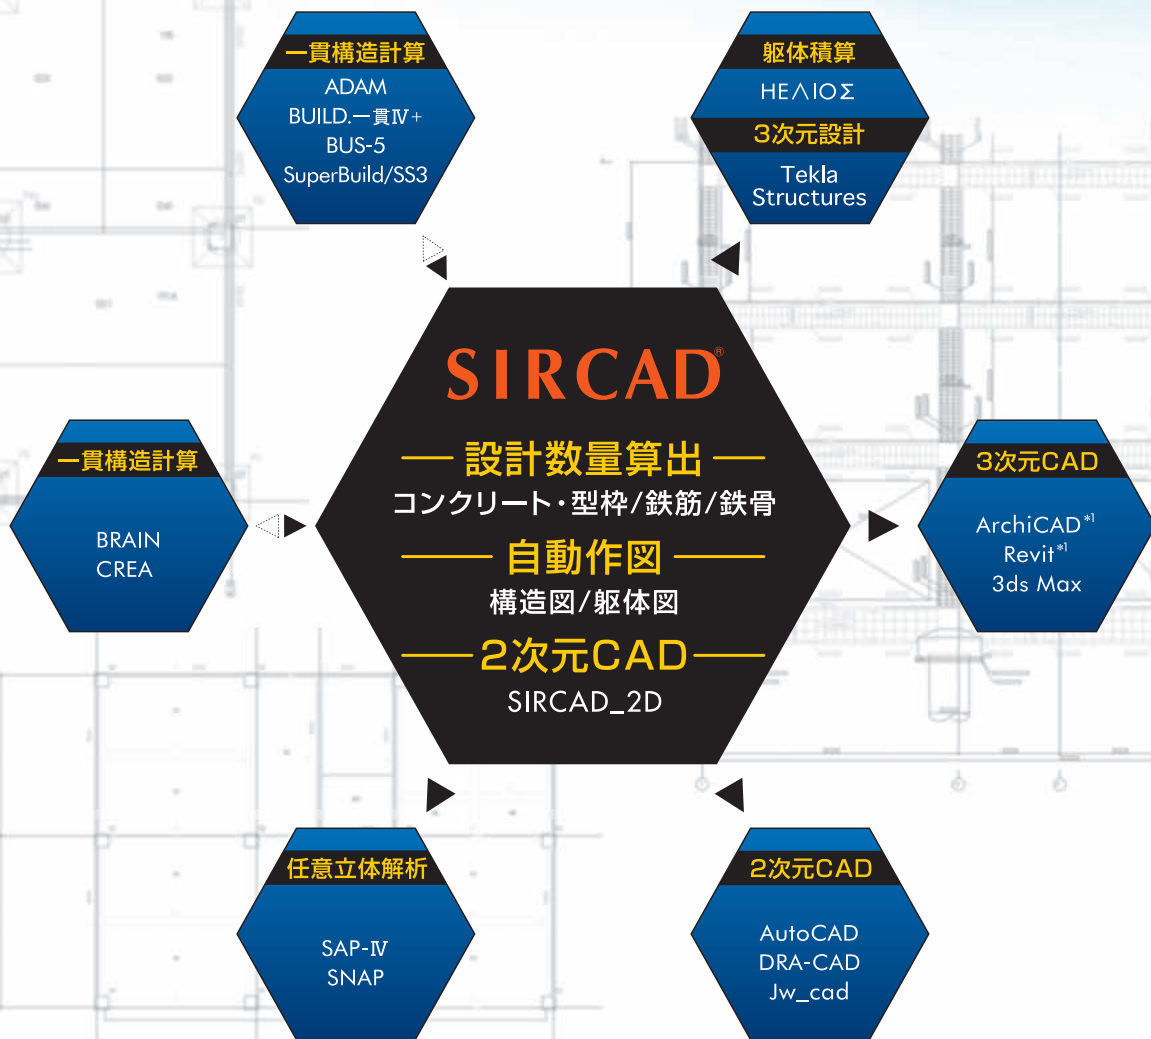 一貫構造計算
ADAM
BUILD.一貫Ⅳ+
BUS-5
SuperBuild/SS3
躯体積算
HEΛIOΣ
3次元設計
Tekla
Structures
SIRCAD®
設計数量算出
コンクリート・型枠/鉄筋/鉄骨
自動作図
構造図/躯体図
2次元CAD
SIRCAD_2D
一貫構造計算
BRAIN
CREA
3次元CAD
ArchiCAD*1
Revit*1
3ds Max
任意立体解析
SAP-Ⅳ
SNAP
2次元CAD
AutoCAD
DRA-CAD
Jw_cad